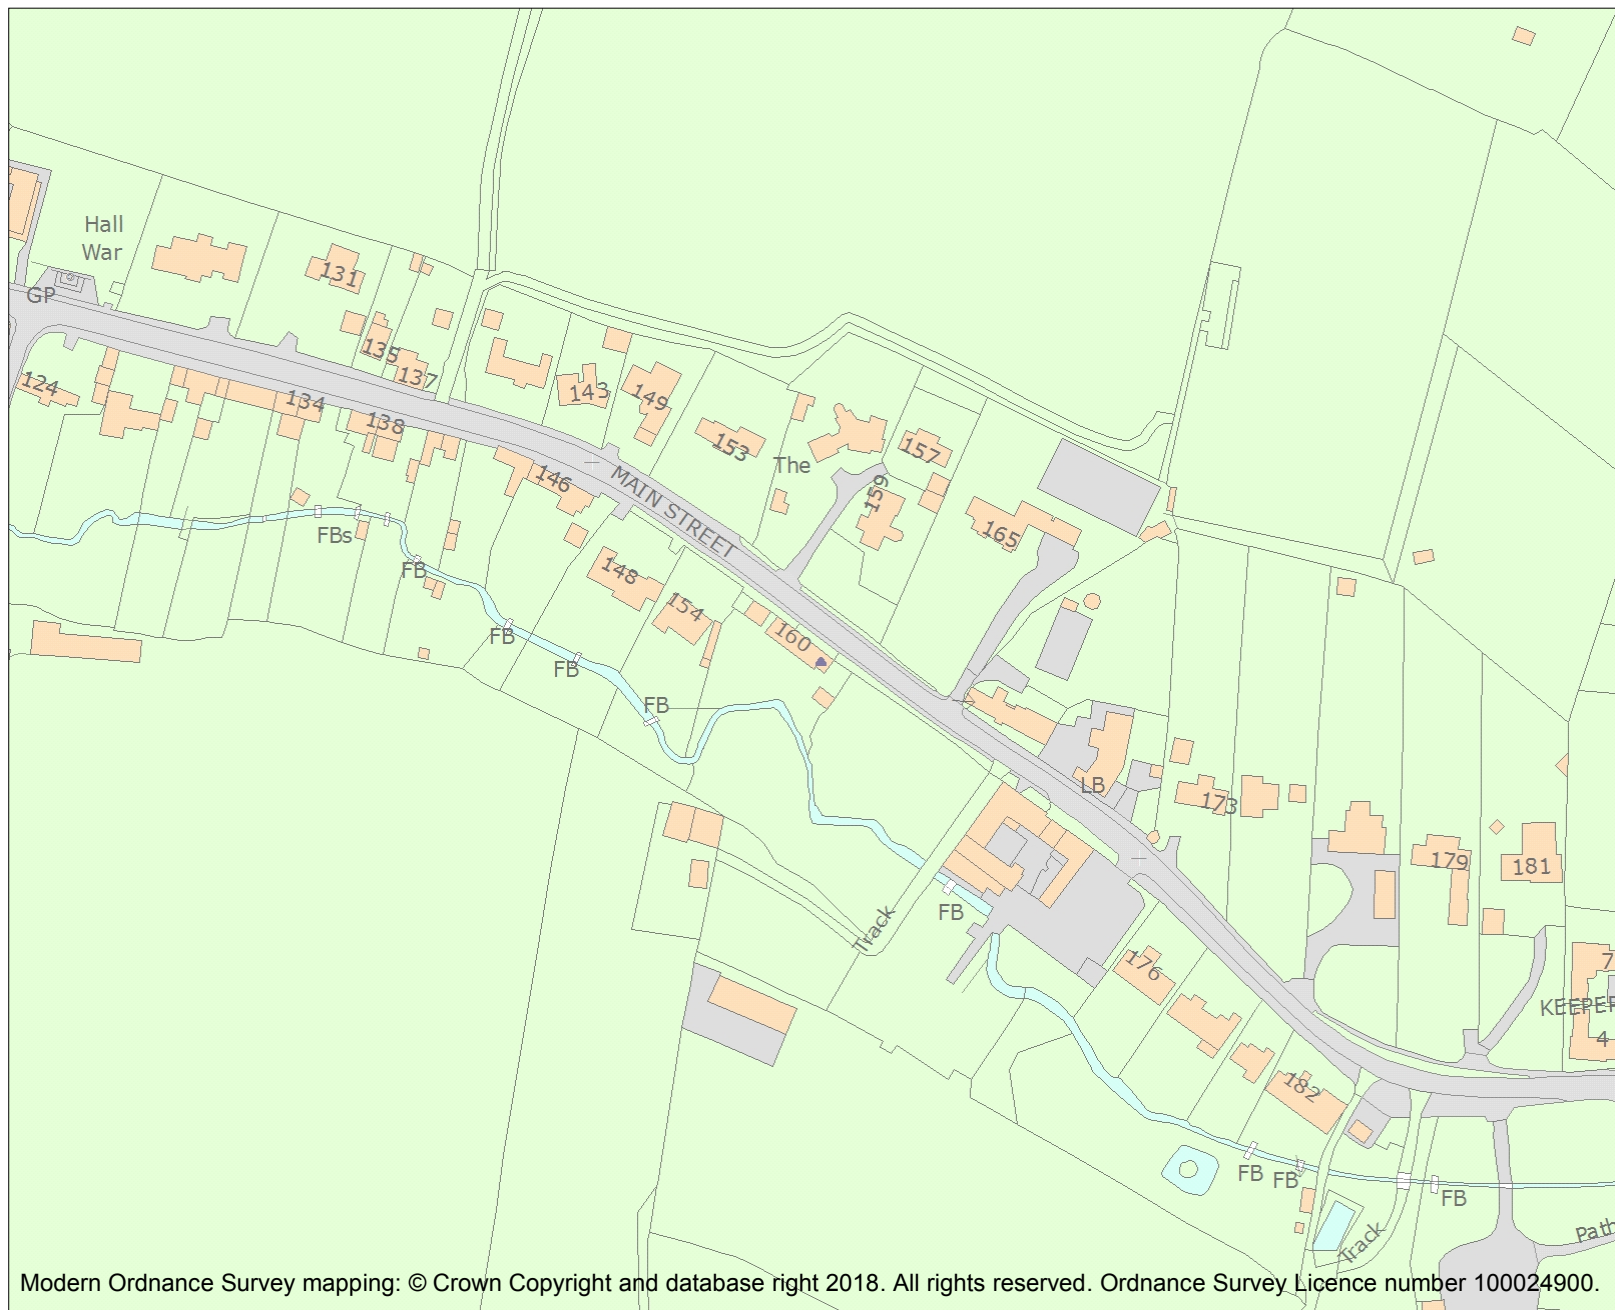 Hall
War
GP
131
135
137
124
134
138
143
149
153
The
157
159
146
MAIN STREET
165
FBs
FB
148
154
160
FB
FB
FB
LB
173
179
181
FB
Track
176
7
KEEPER
4
182
FB
FB
FB
Track
Path
Modern Ordnance Survey mapping: © Crown Copyright and database right 2018. All rights reserved. Ordnance Survey Licence number 100024900.